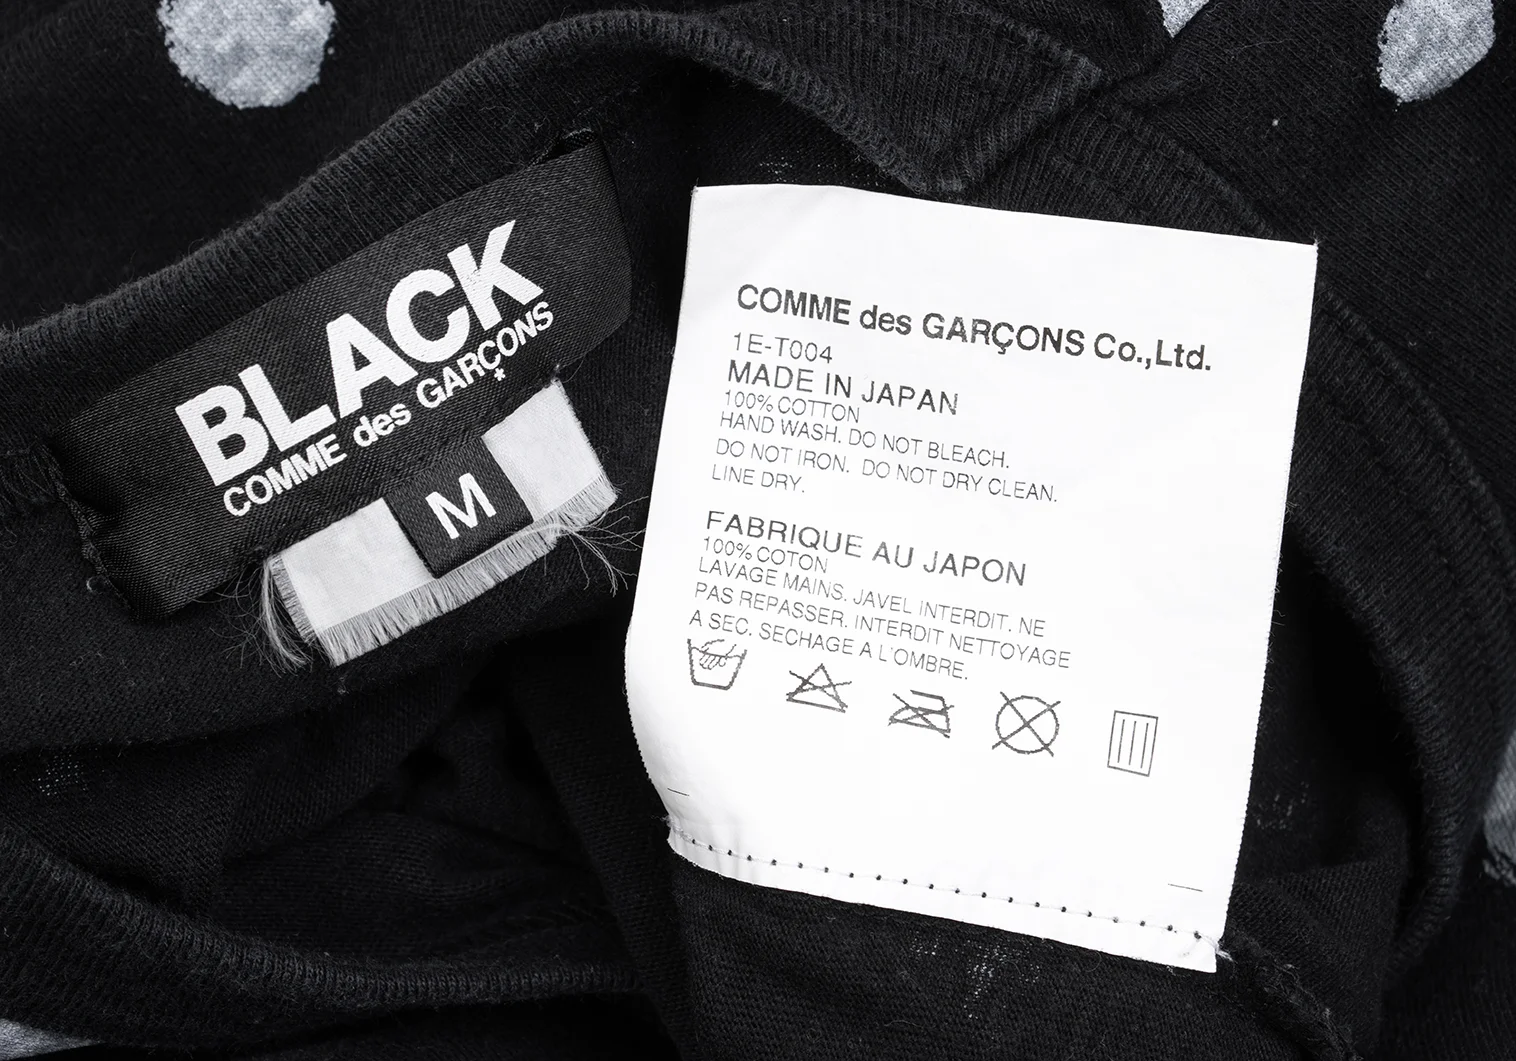 BLACK
COMME des GARÇONS
M
COMME des GARÇONS Co.,Ltd.
1E-T004
MADE IN JAPAN
100% COTTON
HAND WASH. DO NOT BLEACH.
DO NOT IRON. DO NOT DRY CLEAN.
LINE DRY.
FABRIQUE AU JAPON
100% COTON
LAVAGE MAINS. JAVEL INTERDIT. NE
PAS REPASSER. INTERDIT NETTOYAGE
A SEC. SECHAGE A L'OMBRE.